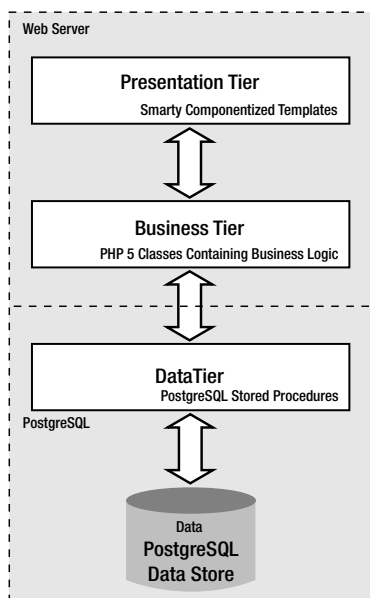 Web Server
Presentation Tier
Smarty Componentized Templates
Business Tier
PHP 5 Classes Containing Business Logic
DataTier
PostgreSQL Stored Procedures
PostgreSQL
Data
PostgreSQL
Data Store